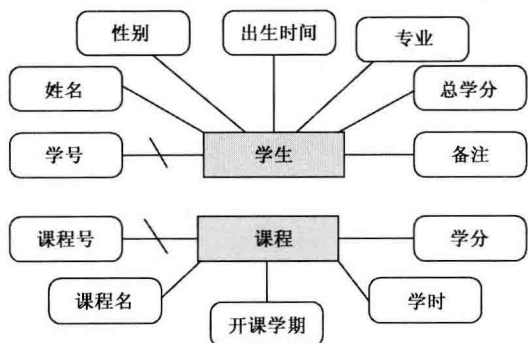 性别
出生时间
专业
姓名
总学分
学号
学生
备注
课程号
课程
学分
课程名
学时
开课学期